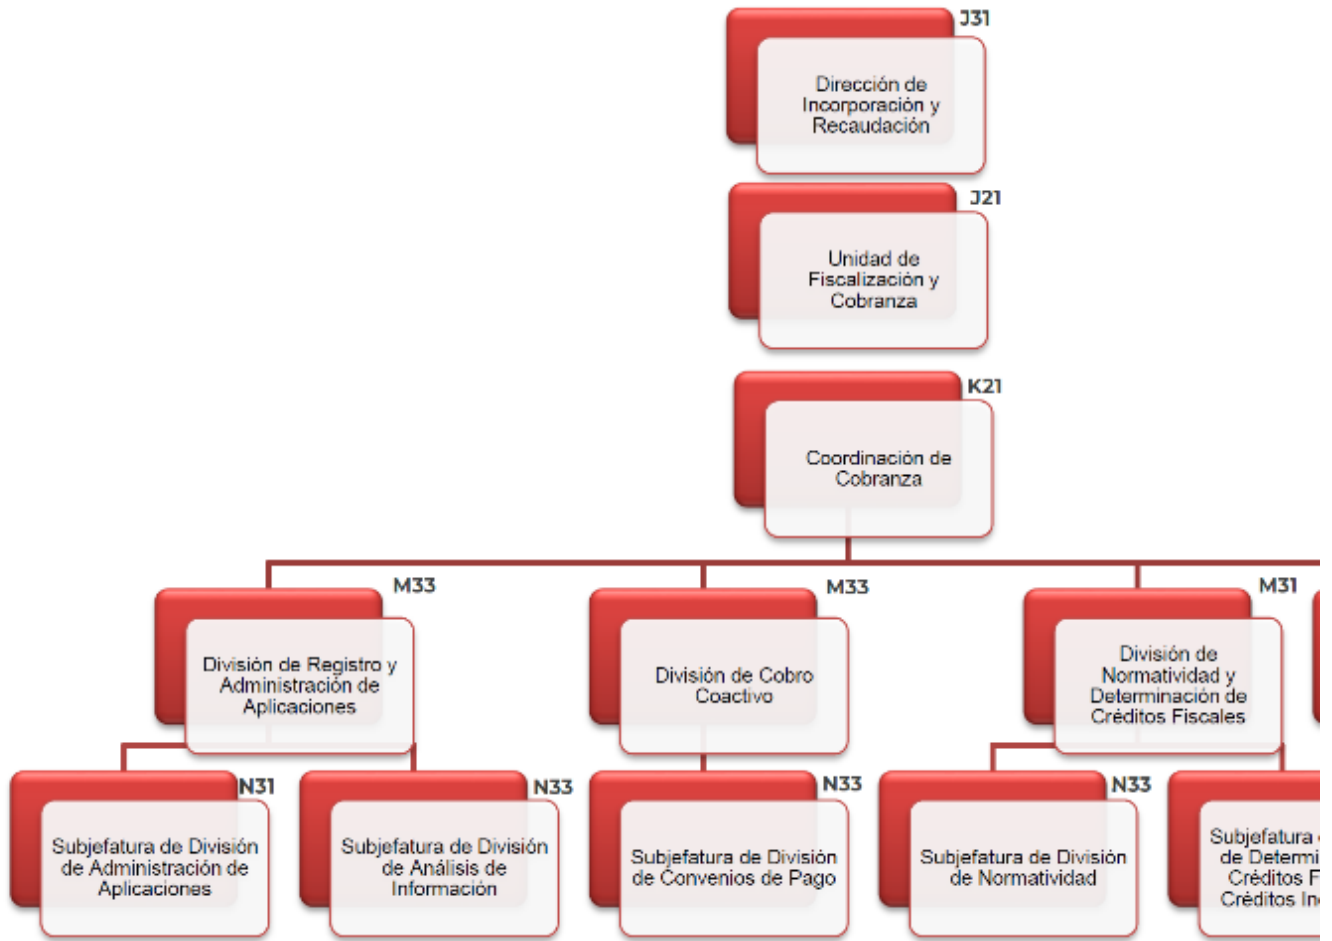 J31
Dirección de
Incorporación y
Recaudación
J21
Unidad de
Fiscalización y
Cobranza
K21
Coordinación de
Cobranza
M33
División de Registro y
Administración de
Aplicaciones
M33
División de Cobro
Coactivo
M31
División de
Normatividad y
Determinación de
Créditos Fiscales
N31
Subjefatura de División
de Administración de
Aplicaciones
N33
Subjefatura de División
de Análisis de
Información
N33
Subjefatura de División
de Convenios de Pago
N33
Subjefatura de División
de Normatividad
Subjefatura
de
Créditos
Créditos